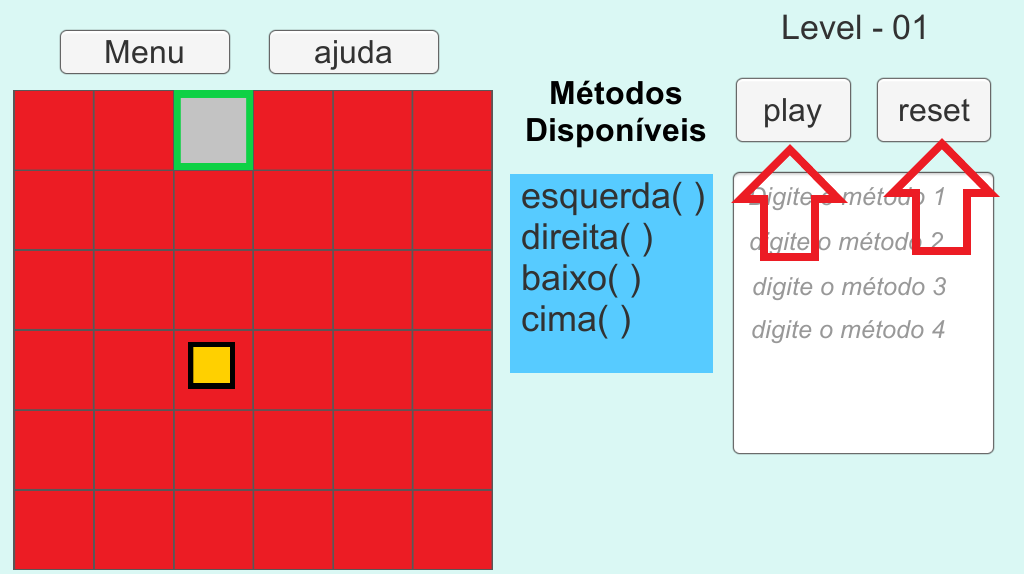 Menu
ajuda
Level - 01
Métodos
Disponíveis
play
reset
esquerda( )
direita( )
baixo( )
cima( )
Digite o método 1
digite o método 2
digite o método 3
digite o método 4